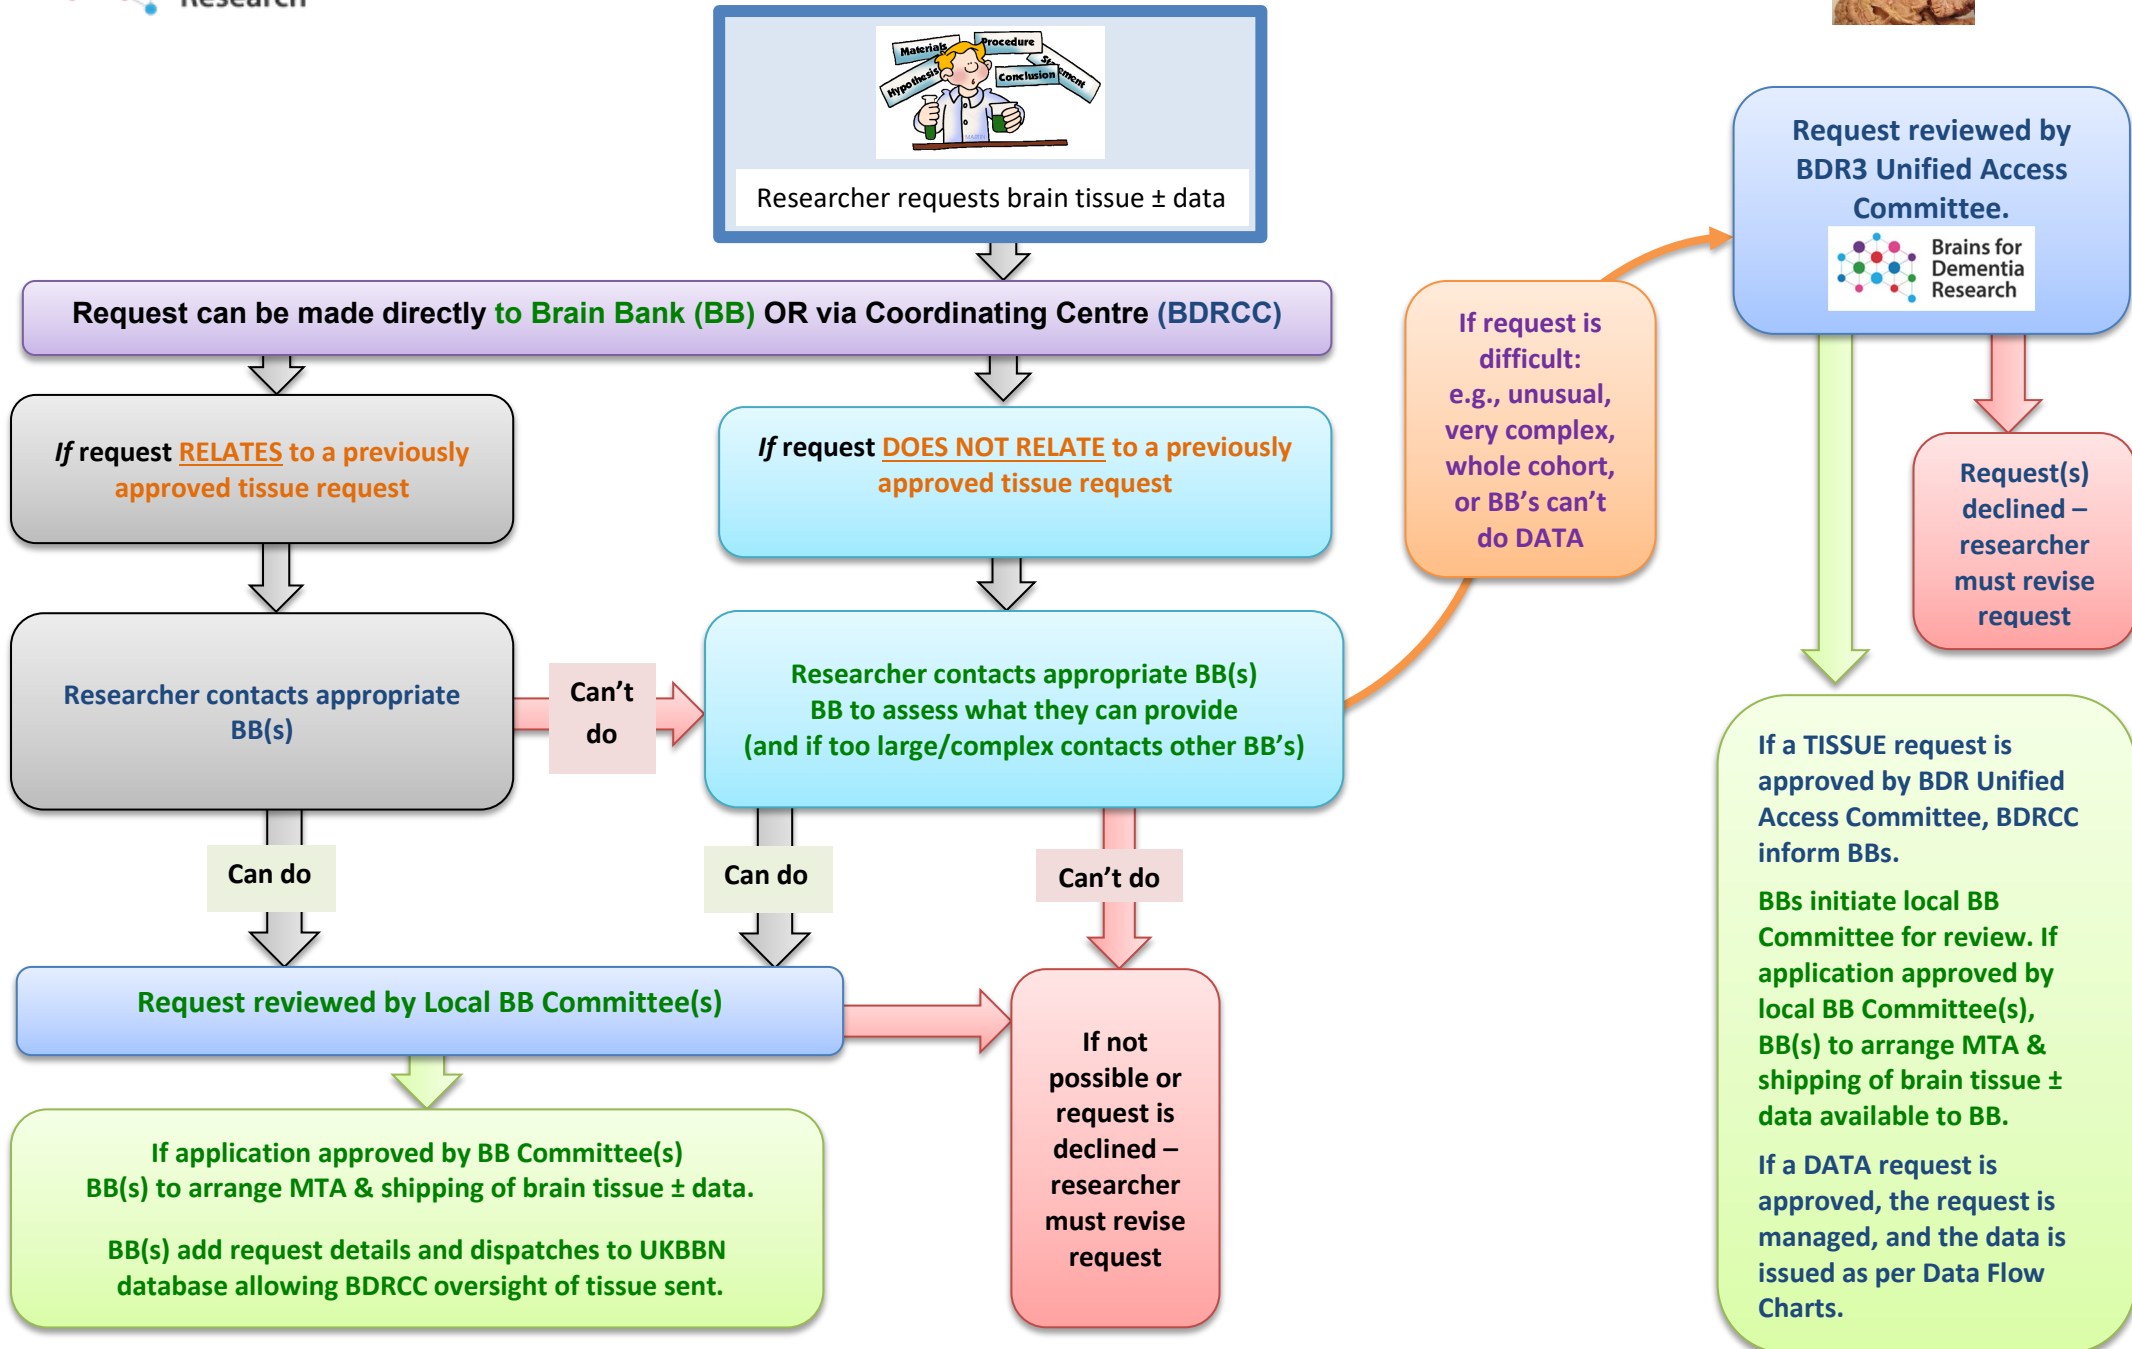 Research
Materials
Procedure
Hypothesis
Conclusion
Researcher requests brain tissue ± data
Request can be made directly to Brain Bank (BB) OR via Coordinating Centre (BDRCC)
If request RELATES to a previously
approved tissue request
If request DOES NOT RELATE to a previously
approved tissue request
Researcher contacts appropriate
BB(s)
Can’t
do
Researcher contacts appropriate BB(s)
BB to assess what they can provide
(and if too large/complex contacts other BB’s)
Can do
Can do
Can’t do
Request reviewed by Local BB Committee(s)
If application approved by BB Committee(s)
BB(s) to arrange MTA & shipping of brain tissue ± data.
BB(s) add request details and dispatches to UKBBN
database allowing BDRCC oversight of tissue sent.
If not
possible or
request is
declined –
researcher
must revise
request
If request is
difficult:
e.g., unusual,
very complex,
whole cohort,
or BB’s can’t
do DATA
Request reviewed by
BDR3 Unified Access
Committee.
Brains for
Dementia
Research
Request(s)
declined –
researcher
must revise
request
If a TISSUE request is
approved by BDR Unified
Access Committee, BDRCC
inform BBs.
BBs initiate local BB
Committee for review. If
application approved by
local BB Committee(s),
BB(s) to arrange MTA &
shipping of brain tissue ±
data available to BB.
If a DATA request is
approved, the request is
managed, and the data is
issued as per Data Flow
Charts.